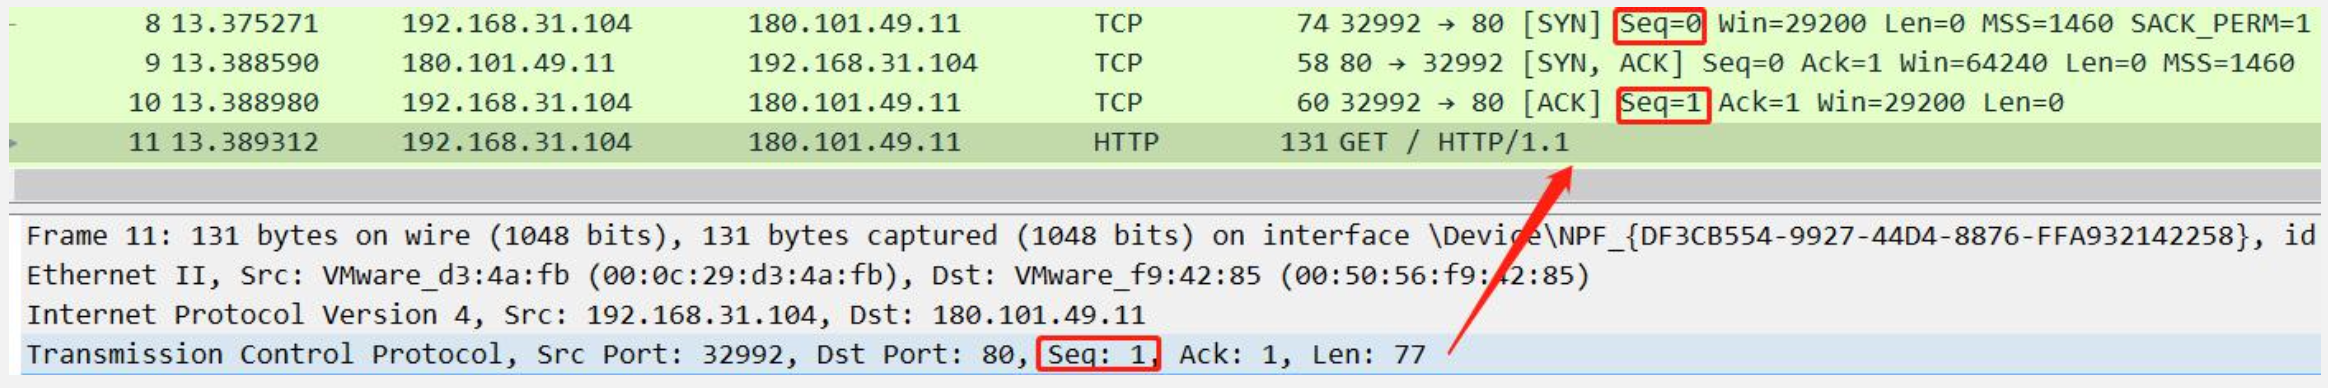 8 13.375271 192.168.31.104 180.101.49.11 TCP 74 32992 → 80 [SYN] Seq=0 Win=29200 Len=0 MSS=1460 SACK_PERM=1
9 13.388590 180.101.49.11 192.168.31.104 TCP 58 80 → 32992 [SYN, ACK] Seq=0 Ack=1 Win=64240 Len=0 MSS=1460
10 13.388980 192.168.31.104 180.101.49.11 TCP 60 32992 → 80 [ACK] Seq=1 Ack=1 Win=29200 Len=0
11 13.389312 192.168.31.104 180.101.49.11 HTTP 131 GET / HTTP/1.1
Frame 11: 131 bytes on wire (1048 bits), 131 bytes captured (1048 bits) on interface \Device\NPF_{DF3CB554-9927-44D4-8876-FFA932142258}, id
Ethernet II, Src: VMware_d3:4a:fb (00:0c:29:d3:4a:fb), Dst: VMware_f9:42:85 (00:50:56:f9:42:85)
Internet Protocol Version 4, Src: 192.168.31.104, Dst: 180.101.49.11
Transmission Control Protocol, Src Port: 32992, Dst Port: 80, Seq: 1, Ack: 1, Len: 77